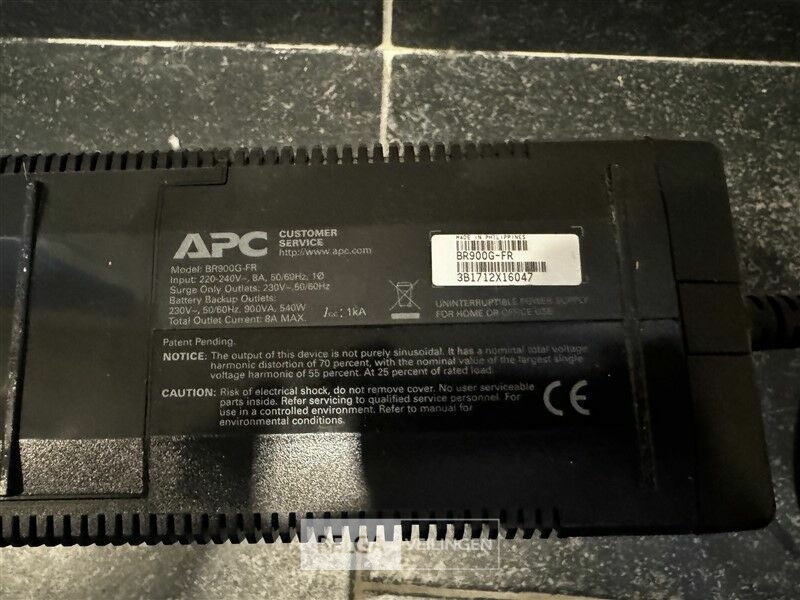 APC CUSTOMER SERVICE
http://www.apc.com
Model: BR900G-FR
Input: 220-240V~, 8A, 50/60Hz, 1Ø
Surge Only Outlets: 230V~,50/60Hz
Battery Backup Outlets:
230V~, 50/60Hz, 900VA, 540W
Total Outlet Current: 8A MAX.
Icc: 1kA
MADE IN PHILIPPINES
BR900G-FR
3B1712X16047
UNINTERRUPTIBLE POWER SUPPLY
FOR HOME OR OFFICE USE
Patent Pending.
NOTICE: The output of this device is not purely sinusoidal. It has a nominal total voltage
harmonic distortion of 70 percent, with the nominal value of the largest single
voltage harmonic of 55 percent. At 25 percent of rated load.
CAUTION: Risk of electrical shock, do not remove cover. No user serviceable
parts inside. Refer servicing to qualified service personnel. For
use in a controlled environment. Refer to manual for
environmental conditions.
CE
VEILINGEN